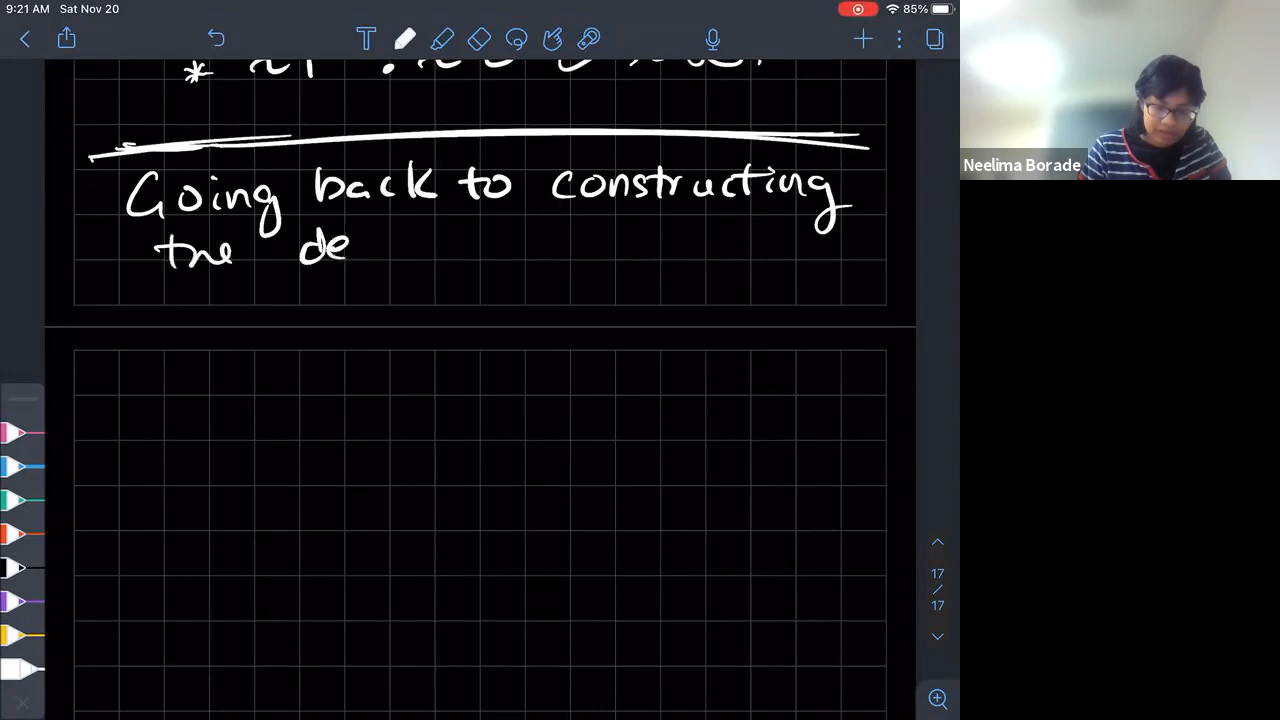 9:21 AM Sat Nov 20
85%
Going back to constructing
the de
Neelima Borade
17
/
17